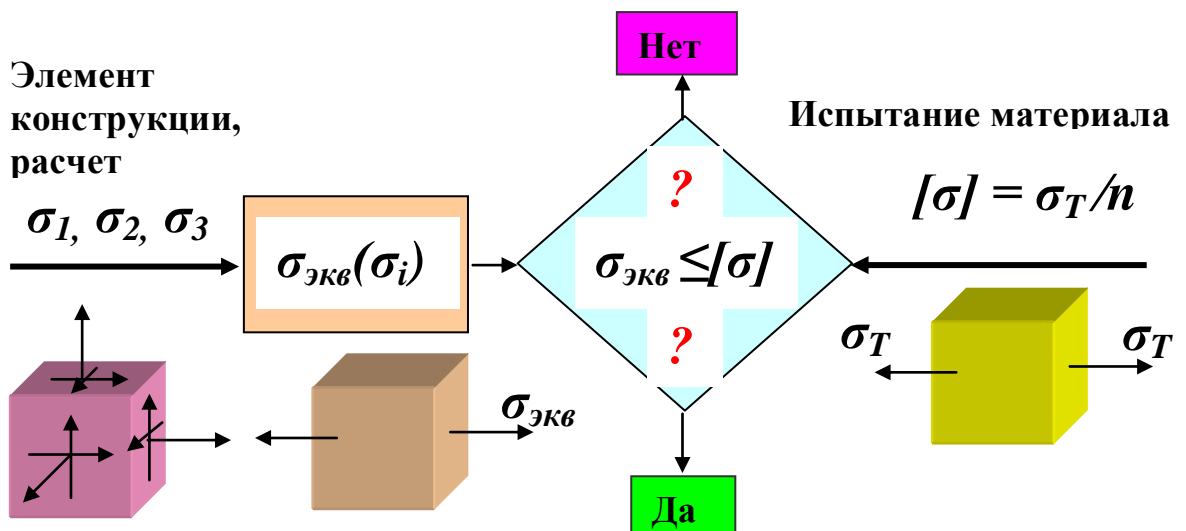 Нет
Элемент
конструкции,
расчет
Испытание материала
σ1, σ2, σ3
σэкв(σi)
?
σэкв ≤[σ]
?
[σ] = σT/n
σэкв
σT
σT
Да